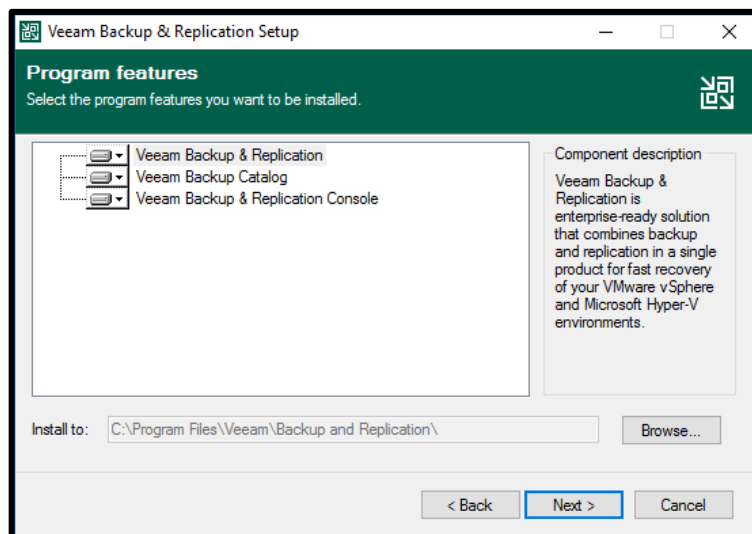 Veeam Backup & Replication Setup
Program features
Select the program features you want to be installed.
Veeam Backup & Replication
Veeam Backup Catalog
Veeam Backup & Replication Console
Component description
Veeam Backup &
Replication is
enterprise-ready solution
that combines backup
and replication in a single
product for fast recovery
of your VMware vSphere
and Microsoft Hyper-V
environments.
Install to:
C:\Program Files\Veeam\Backup and Replication\
Browse...
< Back
Next >
Cancel